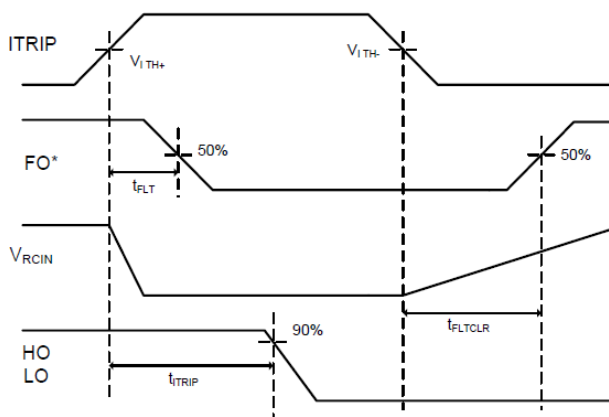 ITRIP
V I TH+
V I TH-
FO*
50%
50%
tFLT
VRCIN
tFLTCLR
HO
LO
90%
tITRIP